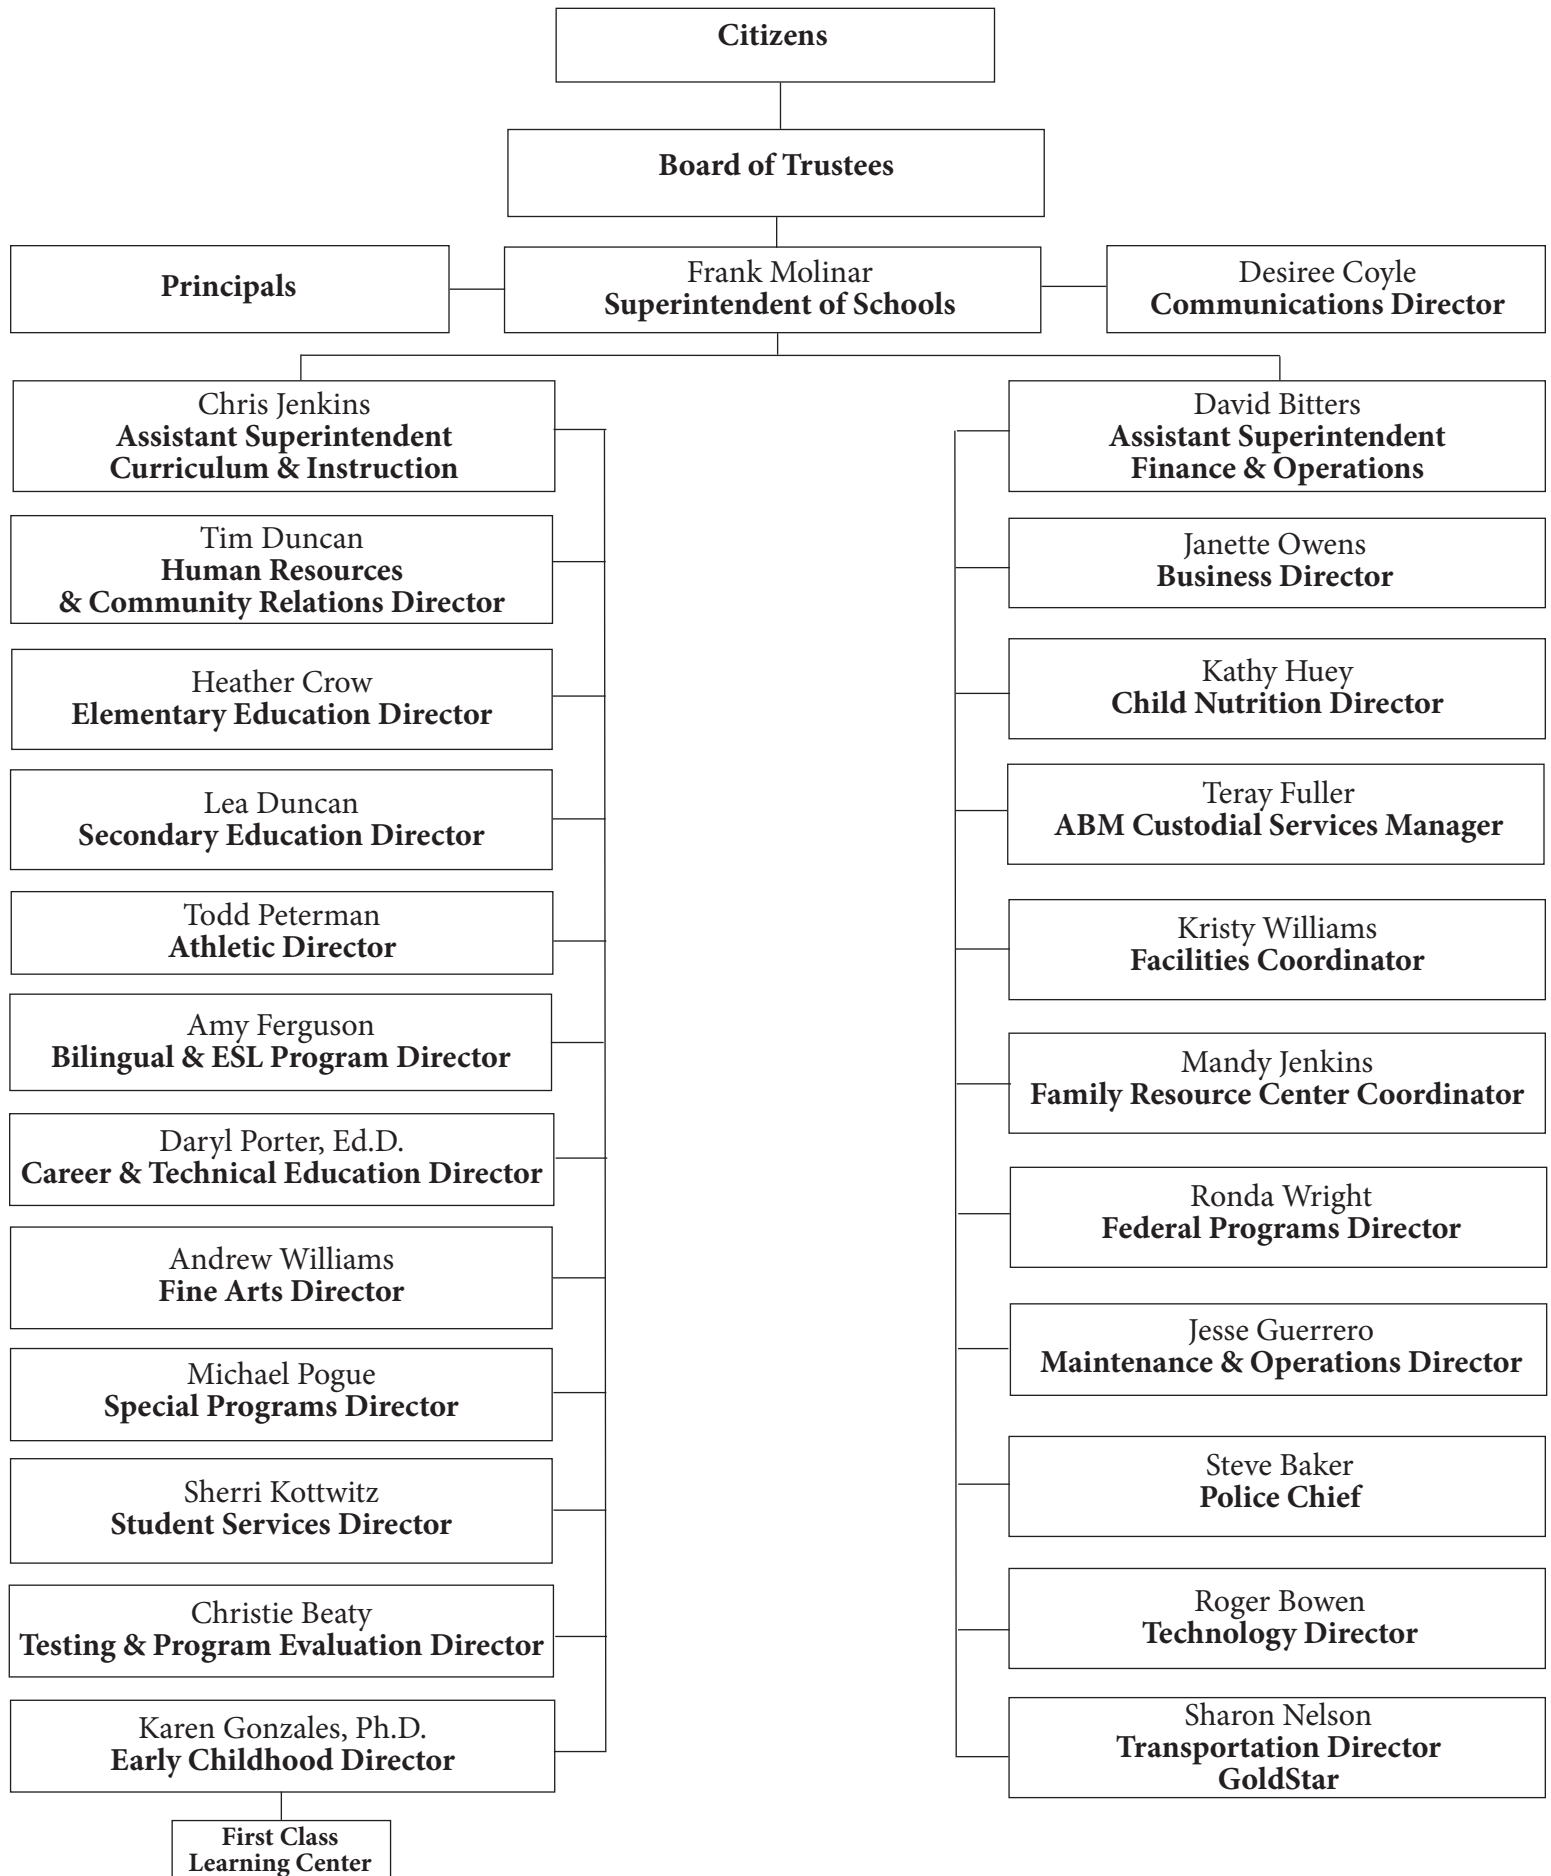 Citizens
Board of Trustees
Principals
Frank Molinar
Superintendent of Schools
Desiree Coyle
Communications Director
Chris Jenkins
Assistant Superintendent
Curriculum & Instruction
Tim Duncan
Human Resources
& Community Relations Director
Heather Crow
Elementary Education Director
Lea Duncan
Secondary Education Director
Todd Peterman
Athletic Director
Amy Ferguson
Bilingual & ESL Program Director
Daryl Porter, Ed.D.
Career & Technical Education Director
Andrew Williams
Fine Arts Director
Michael Pogue
Special Programs Director
Sherri Kottwitz
Student Services Director
Christie Beaty
Testing & Program Evaluation Director
Karen Gonzales, Ph.D.
Early Childhood Director
First Class
Learning Center
David Bitters
Assistant Superintendent
Finance & Operations
Janette Owens
Business Director
Kathy Huey
Child Nutrition Director
Teray Fuller
ABM Custodial Services Manager
Kristy Williams
Facilities Coordinator
Mandy Jenkins
Family Resource Center Coordinator
Ronda Wright
Federal Programs Director
Jesse Guerrero
Maintenance & Operations Director
Steve Baker
Police Chief
Roger Bowen
Technology Director
Sharon Nelson
Transportation Director
GoldStar